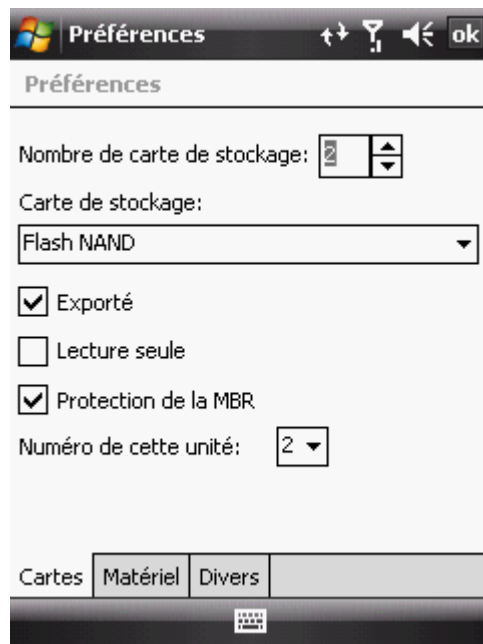 Préférences
ok
Préférences
Nombre de carte de stockage: 2
Carte de stockage:
Flash NAND
Exporté
Lecture seule
Protection de la MBR
Numéro de cette unité: 2
Cartes Matériel Divers